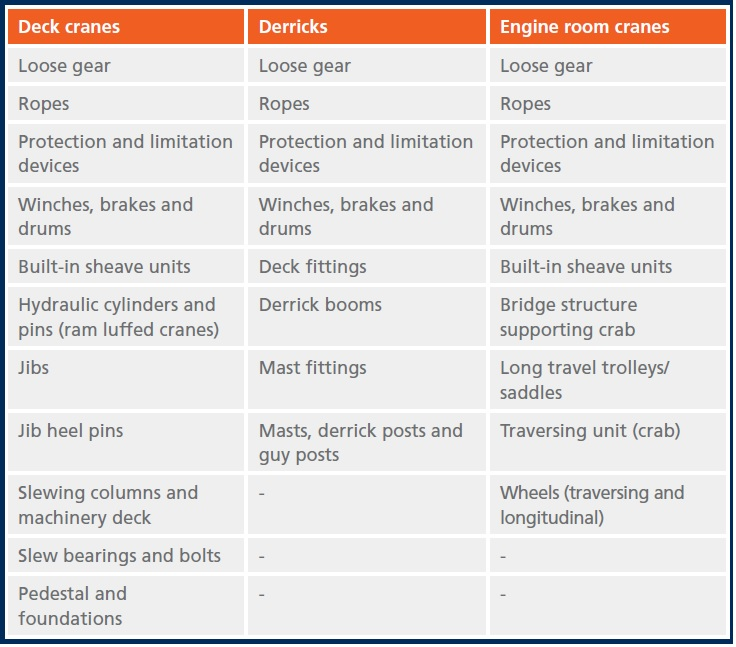 Deck cranes Derricks Engine room cranes
Loose gear Loose gear Loose gear
Ropes Ropes Ropes
Protection and limitation Protection and limitation Protection and limitation
devices devices devices
Winches, brakes and Winches, brakes and Winches, brakes and
drums drums drums
Built-in sheave units Deck fittings Built-in sheave units
Hydraulic cylinders and Derrick booms Bridge structure
pins (ram luffed cranes) supporting crab
Jibs Mast fittings Long travel trolleys/
saddles
Jib heel pins Masts, derrick posts and Traversing unit (crab)
guy posts
Slewing columns and - Wheels (traversing and
machinery deck longitudinal)
Slew bearings and bolts - -
Pedestal and - -
foundations